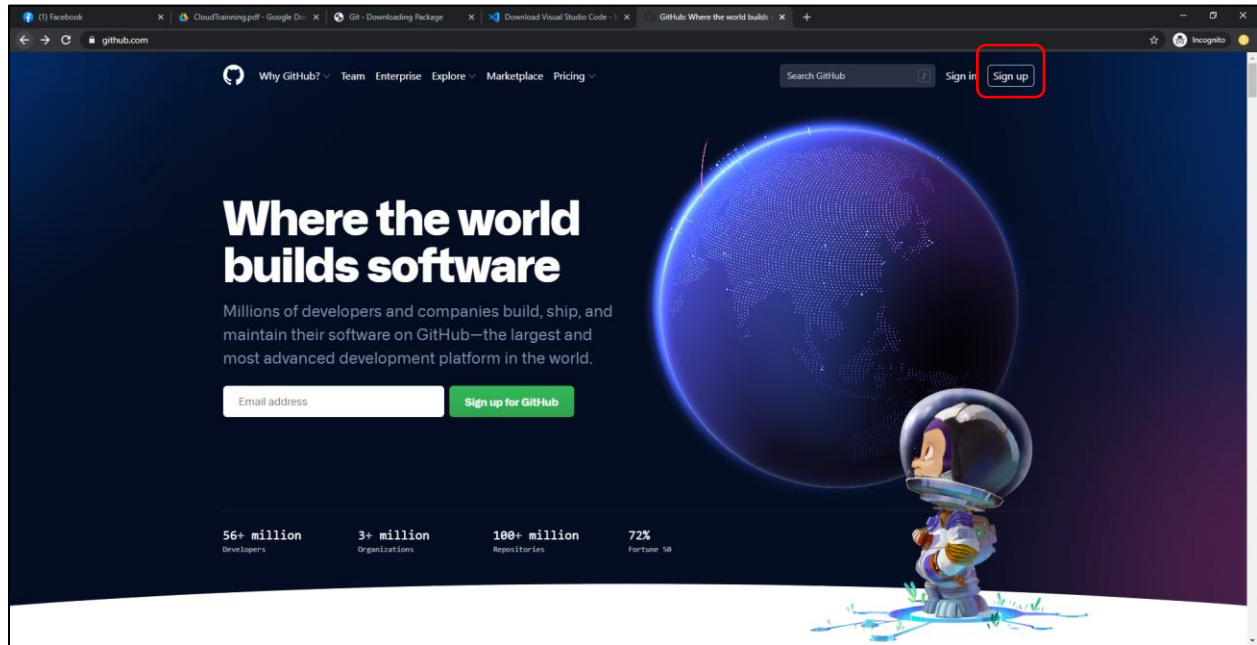 (1) Facebook
CloudTrainning.pdf - Google Dri
Git - Downloading Package
Download Visual Studio Code -
GitHub: Where the world builds
github.com
Incognito
Why GitHub? Team Enterprise Explore Marketplace Pricing
Search GitHub /
Sign in
Sign up
Where the world
builds software
Millions of developers and companies build, ship, and
maintain their software on GitHub—the largest and
most advanced development platform in the world.
Email address
Sign up for GitHub
56+ million
Developers
3+ million
Organizations
100+ million
Repositories
72%
Fortune 50